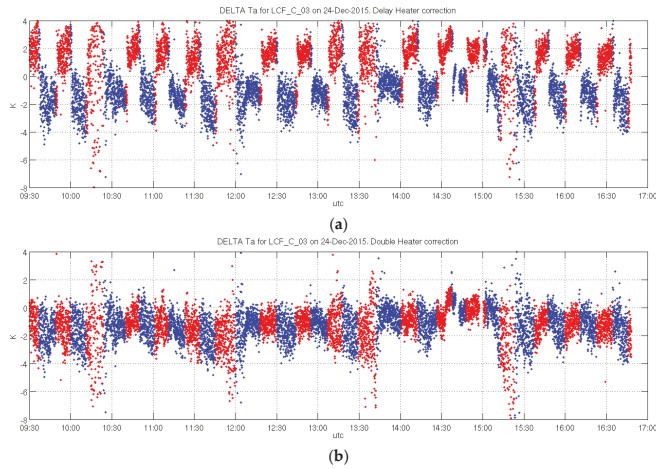 DELTA Ta for LCF_C_03 on 24-Dec-2015. Delay Heater correction
4
2
0
-2
-4
-6
-8
K
09:30 10:00 10:30 11:00 11:30 12:00 12:30 13:00 13:30 14:00 14:30 15:00 15:30 16:00 16:30 17:00
utc
(a)
DELTA Ta for LCF_C_03 on 24-Dec-2015. Double Heater correction
4
2
0
-2
-4
-6
-8
K
09:30 10:00 10:30 11:00 11:30 12:00 12:30 13:00 13:30 14:00 14:30 15:00 15:30 16:00 16:30 17:00
utc
(b)